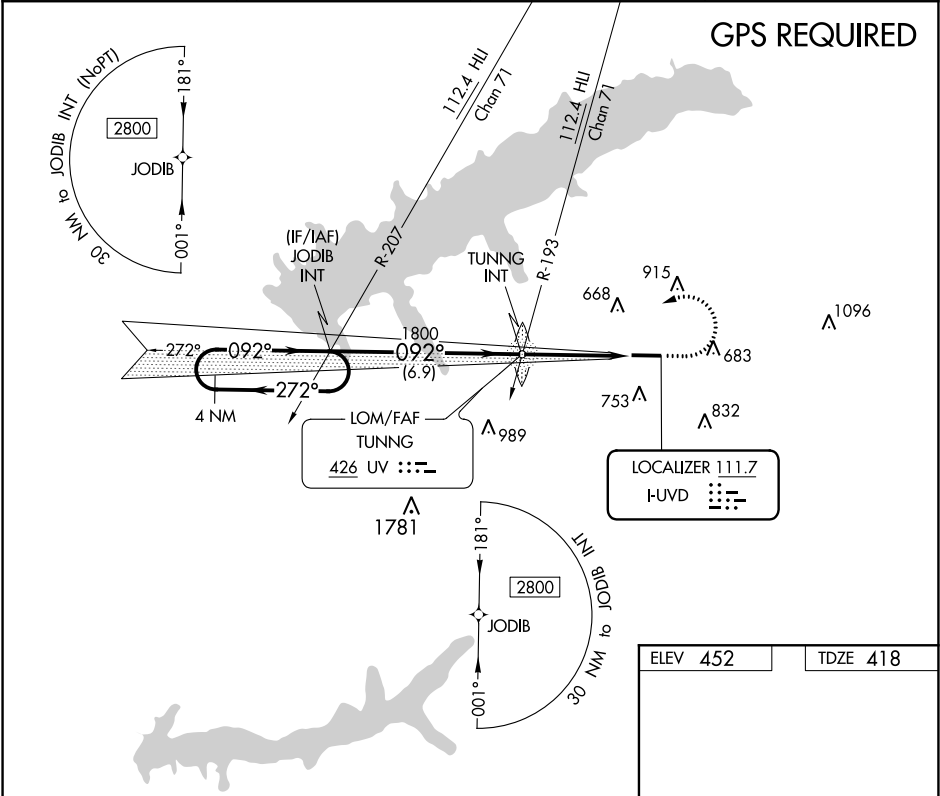 GPS REQUIRED
30 NM to JODIB INT (NoPT)
181°
2800
JODIB
001°
112.4 HLI
Chan 71
112.4 HLI
Chan 71
R-207
R-193
(IF/IAF)
JODIB
INT
TUNNG
INT
668
915
1096
683
753
832
989
1781
272°
092°
1800
092°
(6.9)
272°
4 NM
LOM/FAF
TUNNG
426 UV
LOCALIZER 111.7
I-UVD
181°
2800
JODIB
001°
30 NM to JODIB INT
ELEV 452
TDZE 418